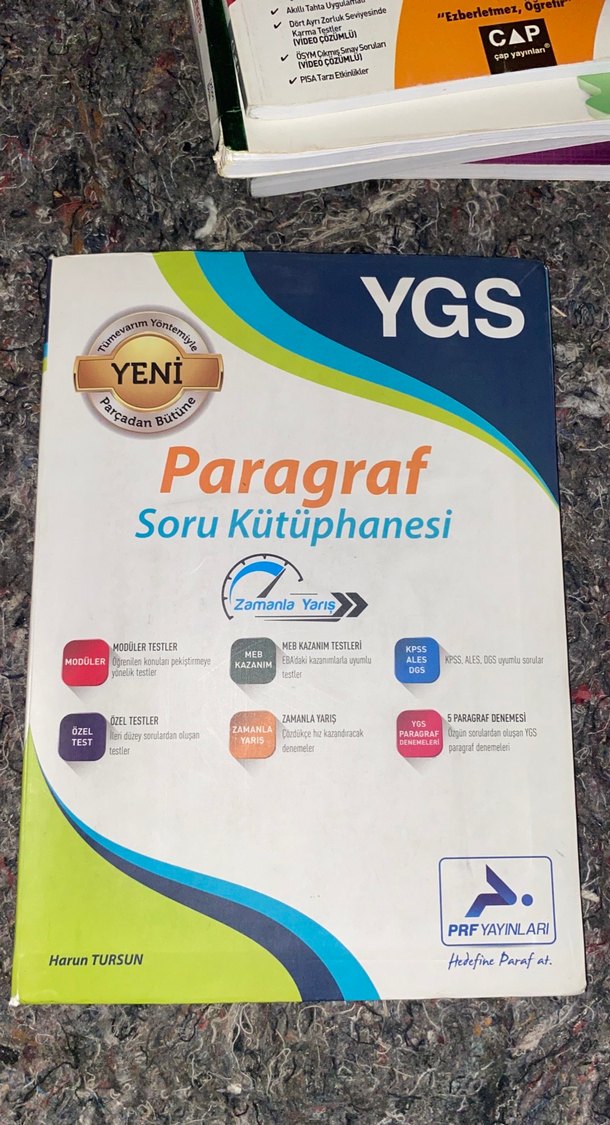 Akıllı Tahta Uygulamalı
Dört Ayrı Zorluk Seviyesinde
Karma Testler
(VİDEO ÇÖZÜMLÜ)
ÖSYM Çıkmış Sınav Soruları
(VİDEO ÇÖZÜMLÜ)
PISA Tarzı Etkinlikler
"Ezberletmez, Öğretir"
CAP
çap yayınları®
YGS
Tümevarım Yöntemiyle
YENİ
Parçadan Bütüne
Paragraf
Soru Kütüphanesi
Zamanla Yarış
MODÜLER
MODÜLER TESTLER
Öğrenilen konuları pekiştirmeye
yönelik testler
MEB
KAZANIM
MEB KAZANIM TESTLERİ
EBA'daki kazanımlarla uyumlu
testler
KPSS
ALES
DGS
KPSS, ALES, DGS uyumlu sorular
ÖZEL
TEST
ÖZEL TESTLER
İleri düzey sorulardan oluşan
testler
ZAMANLA
YARIŞ
ZAMANLA YARIŞ
Çözdükçe hız kazandıracak
denemeler
YGS
PARAGRAF
DENEMELERİ
5 PARAGRAF DENEMESİ
Özgün sorulardan oluşan YGS
paragraf denemeleri
PRF YAYINLARI
Hedefine Paraf at.
Harun TURSUN